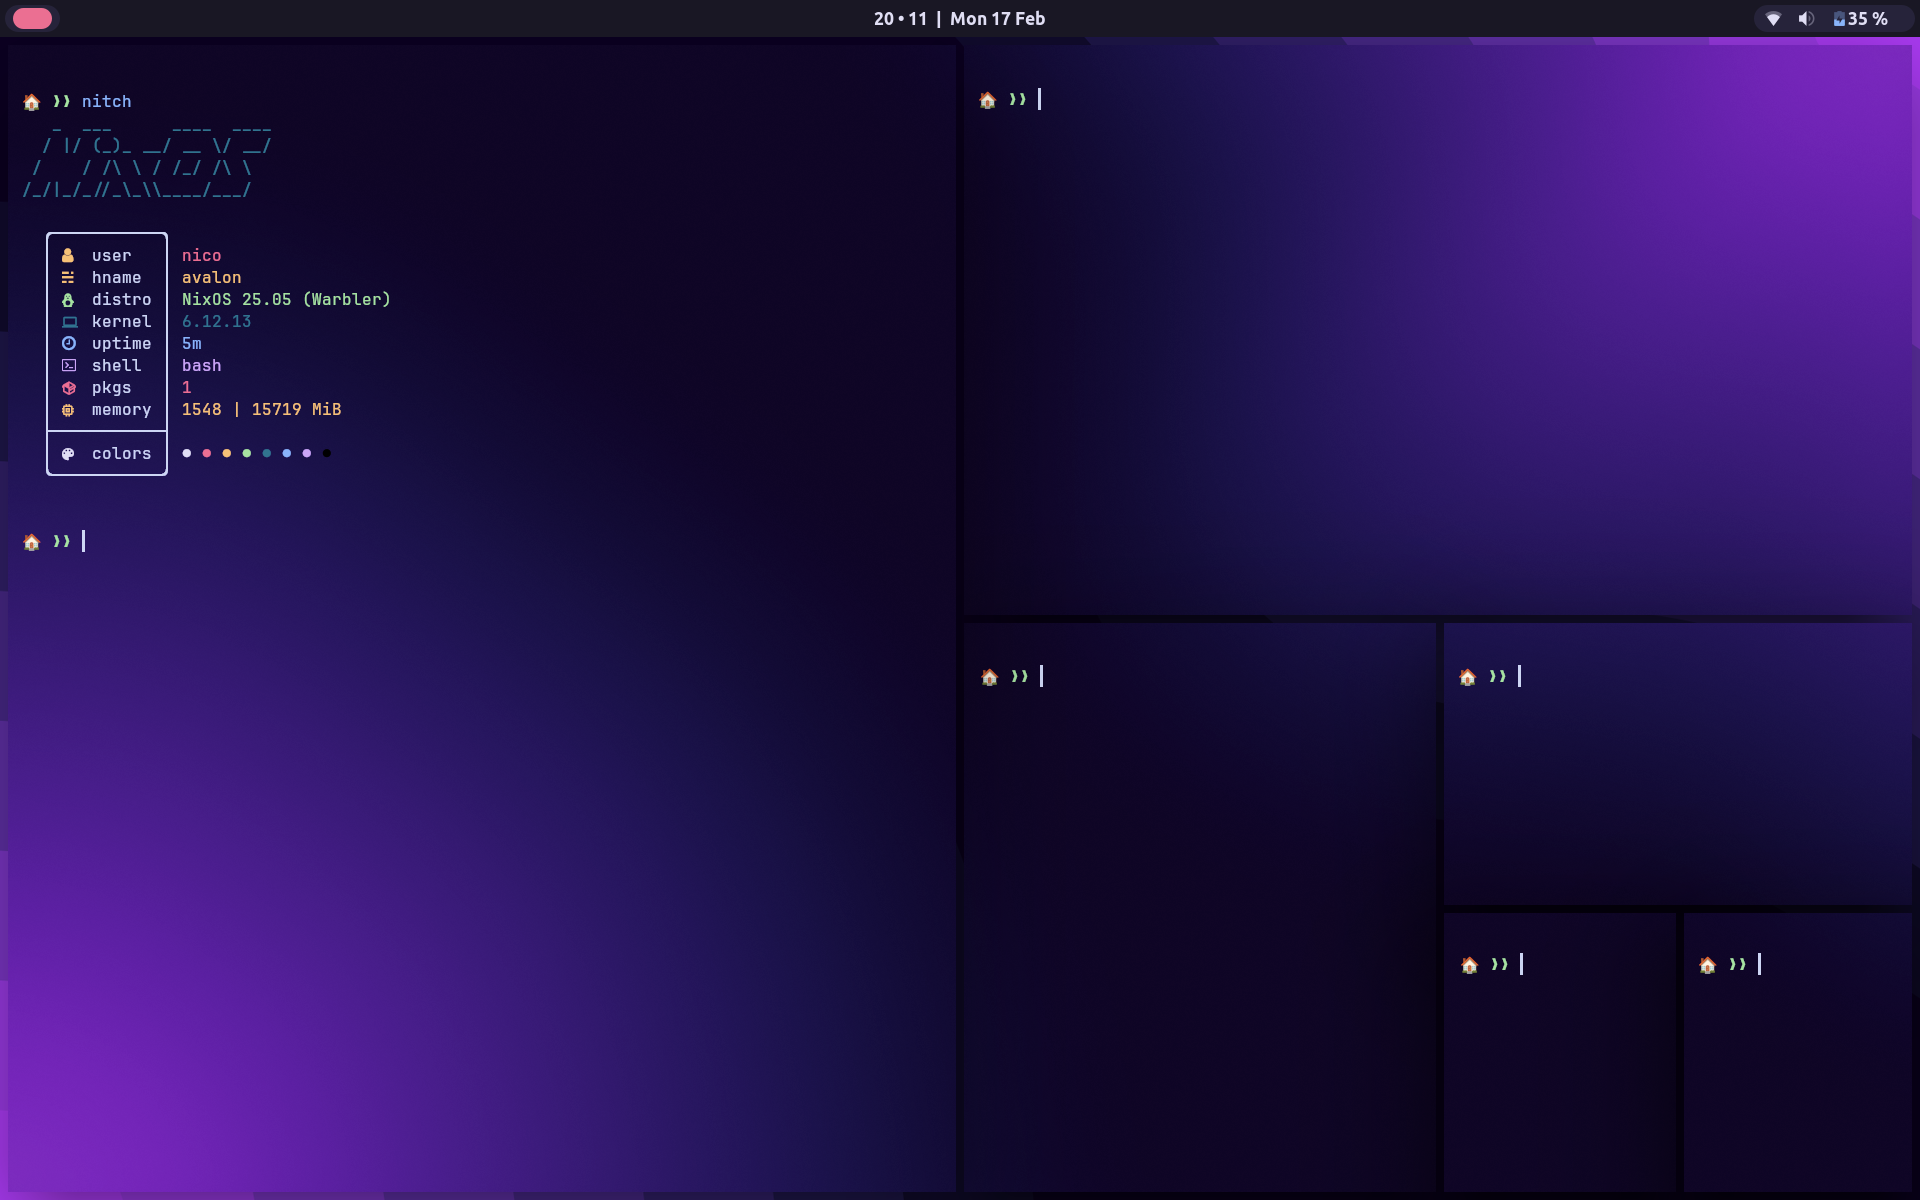 20 • 11 | Mon 17 Feb
35 %
❫❫ nitch
    _  ___       ____  ____
  / |/ (_)_ __/ __ \/ __/
 /    / /\ \ / /_/ /\ \
/_/|_/_//_\_\\____/___/
user nico
hname avalon
distro NixOS 25.05 (Warbler)
kernel 6.12.13
uptime 5m
shell bash
pkgs 1
memory 1548 | 15719 MiB
colors
❫❫
❫❫
❫❫
❫❫
❫❫
❫❫